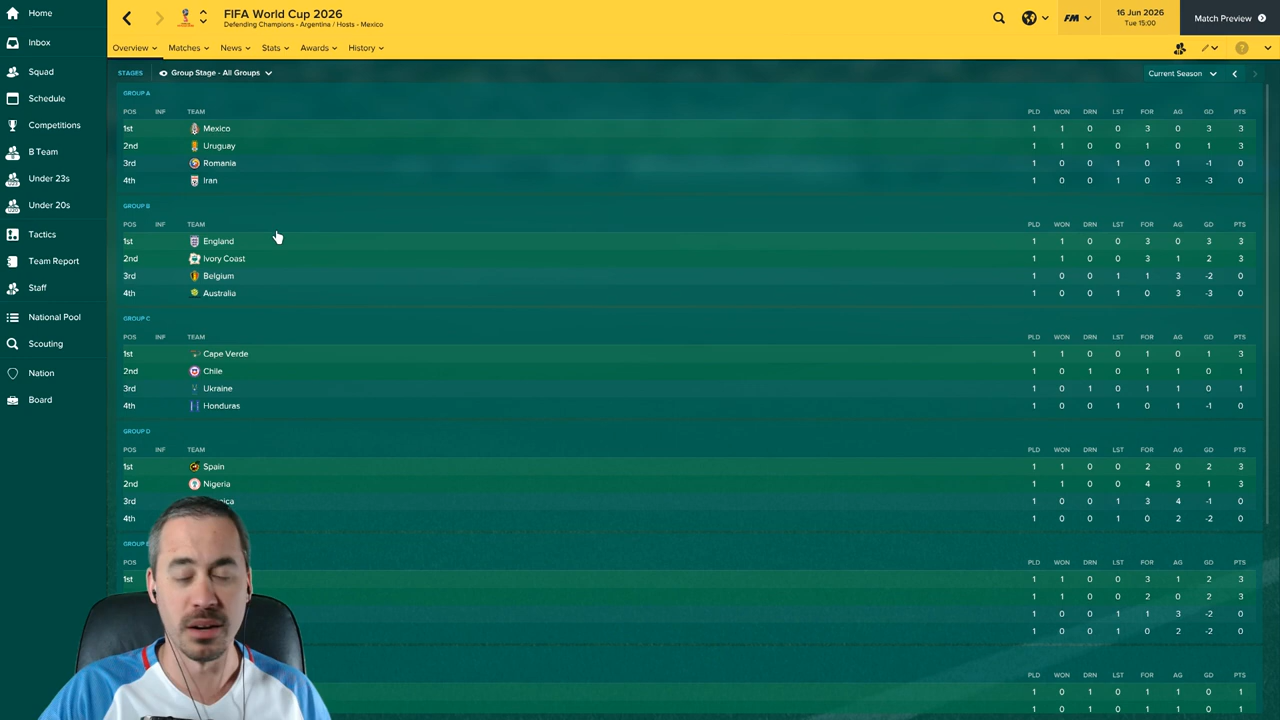 Home
Inbox
Squad
Schedule
Competitions
B Team
Under 23s
Under 20s
Tactics
Team Report
Staff
National Pool
Scouting
Nation
Board
FIFA World Cup 2026
Defending Champions - Argentina / Hosts - Mexico
FM
16 Jun 2026
Tue 15:00
Match Preview
Overview Matches News Stats Awards History
STAGES Group Stage - All Groups Current Season
GROUP A
POS INF TEAM PLD WON DRN LST FOR AG GD PTS
1st Mexico 1 1 0 0 3 0 3 3
2nd Uruguay 1 1 0 0 1 0 1 3
3rd Romania 1 0 0 1 0 1 -1 0
4th Iran 1 0 0 1 0 3 -3 0
GROUP B
POS INF TEAM PLD WON DRN LST FOR AG GD PTS
1st England 1 1 0 0 3 0 3 3
2nd Ivory Coast 1 1 0 0 3 1 2 3
3rd Belgium 1 0 0 1 1 3 -2 0
4th Australia 1 0 0 1 0 3 -3 0
GROUP C
POS INF TEAM PLD WON DRN LST FOR AG GD PTS
1st Cape Verde 1 1 0 0 1 0 1 3
2nd Chile 1 0 1 0 1 1 0 1
3rd Ukraine 1 0 1 0 1 1 0 1
4th Honduras 1 0 0 1 0 1 -1 0
GROUP D
POS INF TEAM PLD WON DRN LST FOR AG GD PTS
1st Spain 1 1 0 0 2 0 2 3
2nd Nigeria 1 1 0 0 4 3 1 3
3rd 1 0 0 1 3 4 -1 0
4th 1 0 0 1 0 2 -2 0
GROUP E
POS PLD WON DRN LST FOR AG GD PTS
1st 1 1 0 0 3 1 2 3
1 1 0 0 2 0 2 3
1 0 0 1 1 3 -2 0
1 0 0 1 0 2 -2 0
PLD WON DRN LST FOR AG GD PTS
1 0 1 0 1 1 0 1
1 0 1 0 1 1 0 1